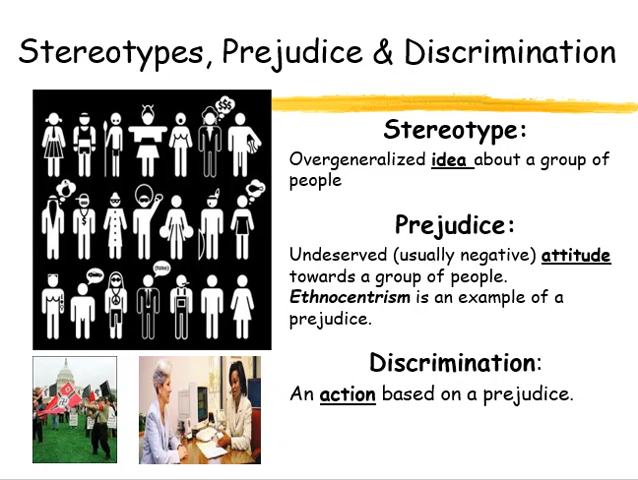 Stereotypes, Prejudice & Discrimination
$$$
Stereotype:
Overgeneralized idea about a group of
people
Prejudice:
Undeserved (usually negative) attitude
towards a group of people.
Ethnocentrism is an example of a
prejudice.
Discrimination:
An action based on a prejudice.